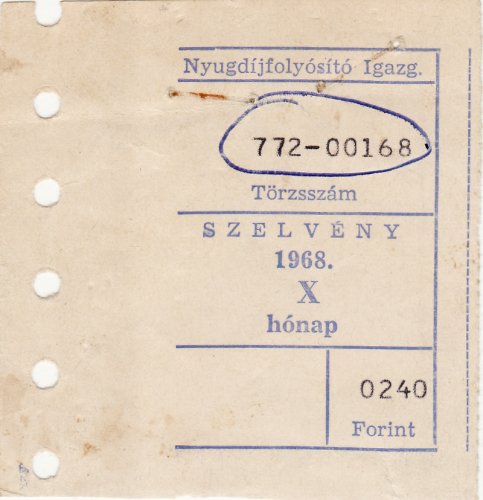 Nyugdíjfolyósító Igazg.
772-00168
Törzsszám
SZELVÉNY
1968.
X
hónap
0240
Forint